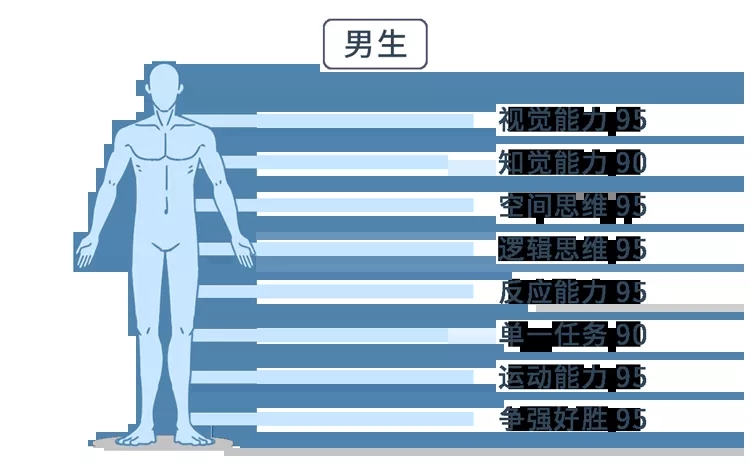 男生
视觉能力 95
知觉能力 90
空间思维 95
逻辑思维 95
反应能力 95
单一任务 90
运动能力 95
争强好胜 95